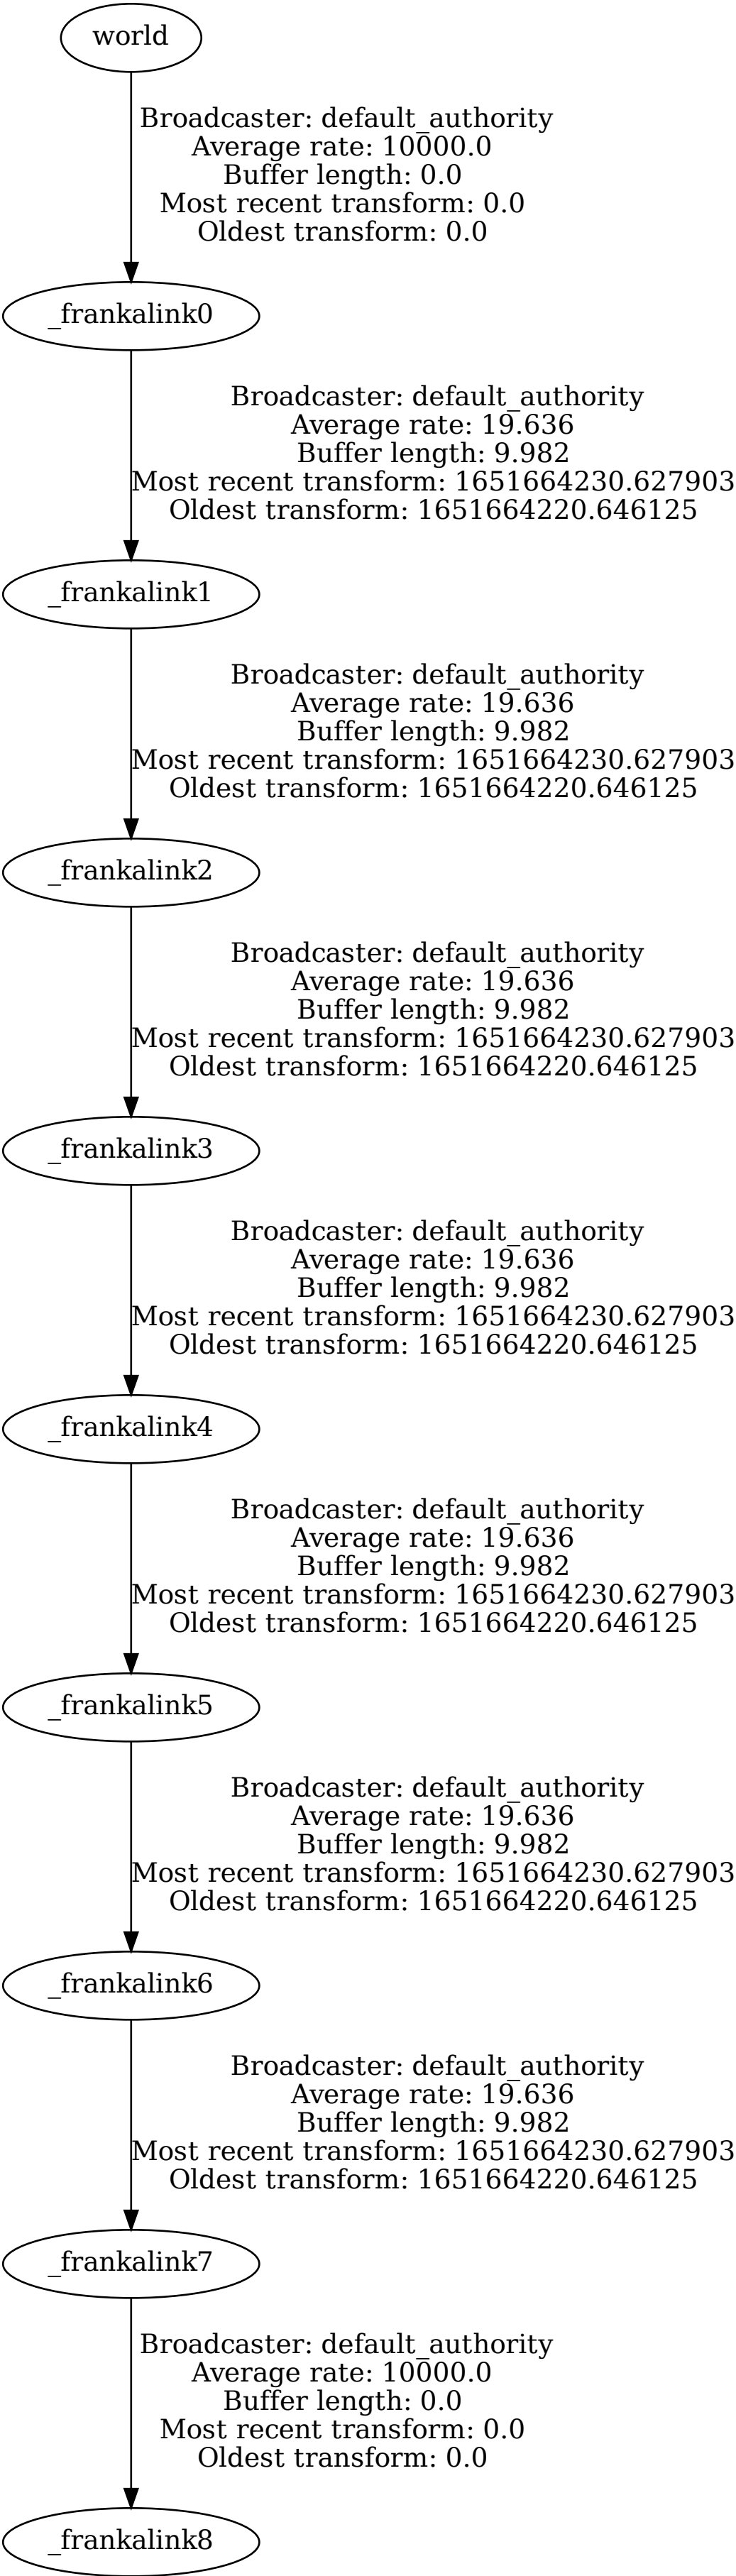 world
Broadcaster: default_authority
Average rate: 10000.0
Buffer length: 0.0
Most recent transform: 0.0
Oldest transform: 0.0
_frankalink0
Broadcaster: default_authority
Average rate: 19.636
Buffer length: 9.982
Most recent transform: 1651664230.627903
Oldest transform: 1651664220.646125
_frankalink1
Broadcaster: default_authority
Average rate: 19.636
Buffer length: 9.982
Most recent transform: 1651664230.627903
Oldest transform: 1651664220.646125
_frankalink2
Broadcaster: default_authority
Average rate: 19.636
Buffer length: 9.982
Most recent transform: 1651664230.627903
Oldest transform: 1651664220.646125
_frankalink3
Broadcaster: default_authority
Average rate: 19.636
Buffer length: 9.982
Most recent transform: 1651664230.627903
Oldest transform: 1651664220.646125
_frankalink4
Broadcaster: default_authority
Average rate: 19.636
Buffer length: 9.982
Most recent transform: 1651664230.627903
Oldest transform: 1651664220.646125
_frankalink5
Broadcaster: default_authority
Average rate: 19.636
Buffer length: 9.982
Most recent transform: 1651664230.627903
Oldest transform: 1651664220.646125
_frankalink6
Broadcaster: default_authority
Average rate: 19.636
Buffer length: 9.982
Most recent transform: 1651664230.627903
Oldest transform: 1651664220.646125
_frankalink7
Broadcaster: default_authority
Average rate: 10000.0
Buffer length: 0.0
Most recent transform: 0.0
Oldest transform: 0.0
_frankalink8